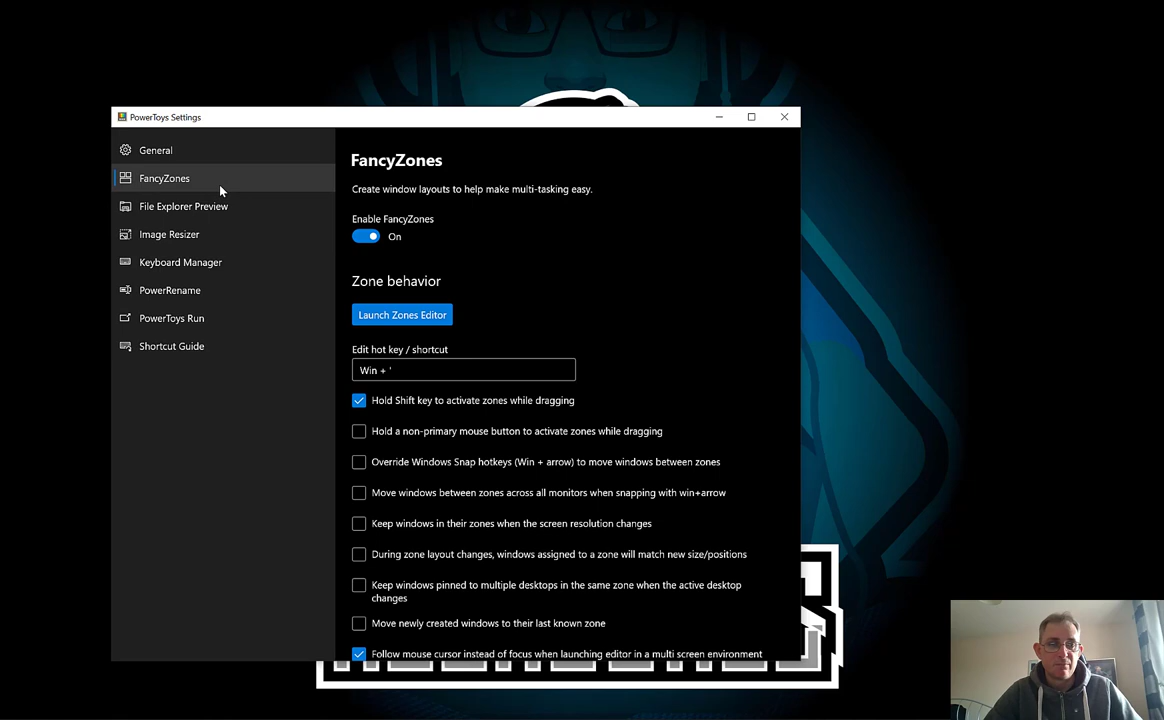 PowerToys Settings
General
FancyZones
File Explorer Preview
Image Resizer
Keyboard Manager
PowerRename
PowerToys Run
Shortcut Guide
FancyZones
Create window layouts to help make multi-tasking easy.
Enable FancyZones
On
Zone behavior
Launch Zones Editor
Edit hot key / shortcut
Win + '
Hold Shift key to activate zones while dragging
Hold a non-primary mouse button to activate zones while dragging
Override Windows Snap hotkeys (Win + arrow) to move windows between zones
Move windows between zones across all monitors when snapping with win+arrow
Keep windows in their zones when the screen resolution changes
During zone layout changes, windows assigned to a zone will match new size/positions
Keep windows pinned to multiple desktops in the same zone when the active desktop
changes
Move newly created windows to their last known zone
Follow mouse cursor instead of focus when launching editor in a multi screen environment